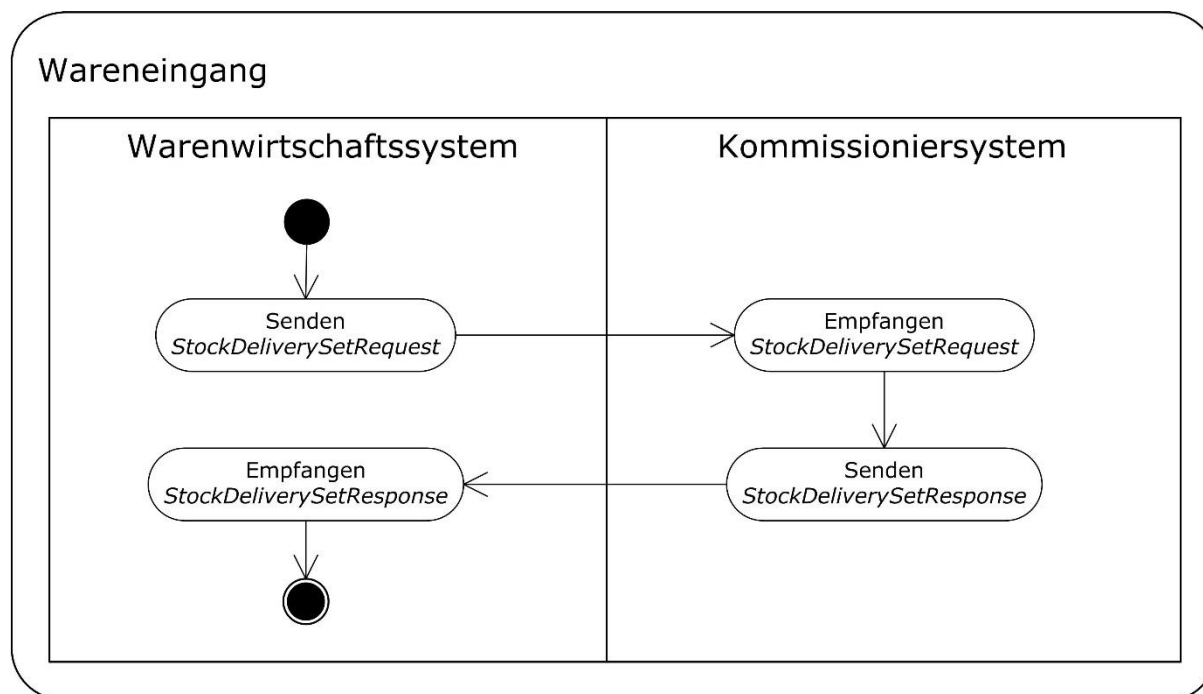 Wareneingang
Warenwirtschaftssystem
Kommissioniersystem
Senden
StockDeliverySetRequest
Empfangen
StockDeliverySetRequest
Empfangen
StockDeliverySetResponse
Senden
StockDeliverySetResponse